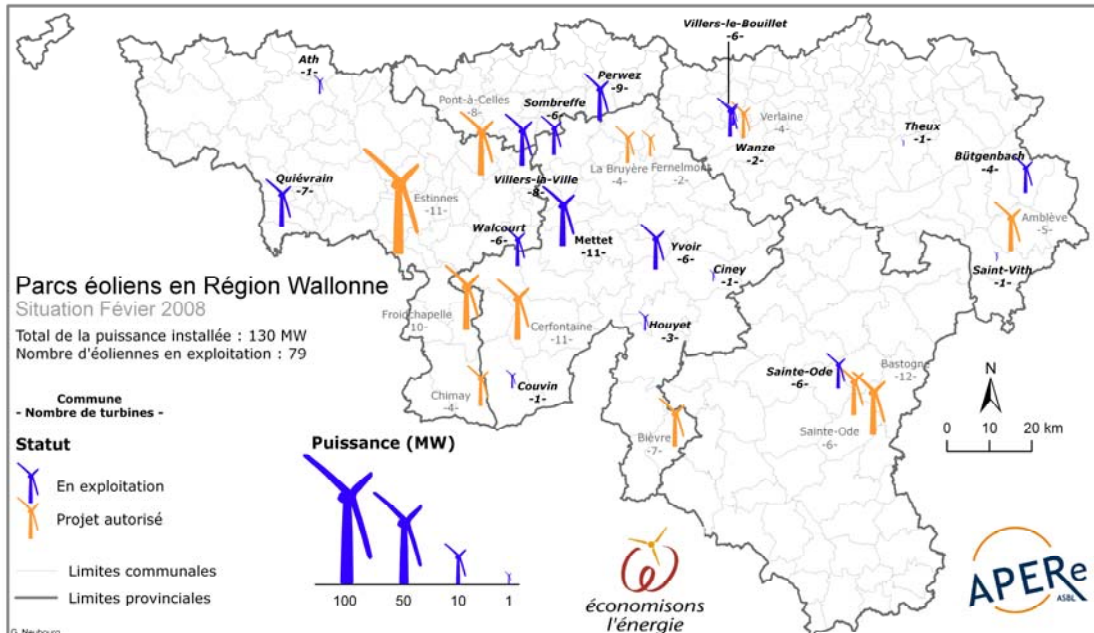 Villers-le-Bouillet
-6-
Ath
-1-
Perwez
-9-
Pont-à-Celles
-8-
Sombreffe
-6-
Verlaine
-4-
Theux
-1-
Wanze
-2-
Bütgenbach
-4-
La Bruyère
-4-
Fernelmont
-2-
Quiévrain
-7-
Estinnes
-11-
Villers-la-Ville
-8-
Amblève
-5-
Walcourt
-6-
Mettet
-11-
Yvoir
-6-
Ciney
-1-
Saint-Vith
-1-
Parcs éoliens en Région Wallonne
Situation Févier 2008
Total de la puissance installée : 130 MW
Nombre d'éoliennes en exploitation : 79
Froidchapelle
-10-
Cerfontaine
-11-
Houyet
-3-
Sainte-Ode
-6-
Bastogne
-12-
N
Chimay
-4-
Couvin
-1-
Commune
- Nombre de turbines -
Sainte-Ode
-6-
Bièvre
-7-
0 10 20 km
Statut
En exploitation
Projet autorisé
Limites communales
Limites provinciales
Puissance (MW)
100 50 10 1
économisons
l'énergie
APERe
ASBL
G. Neubourg